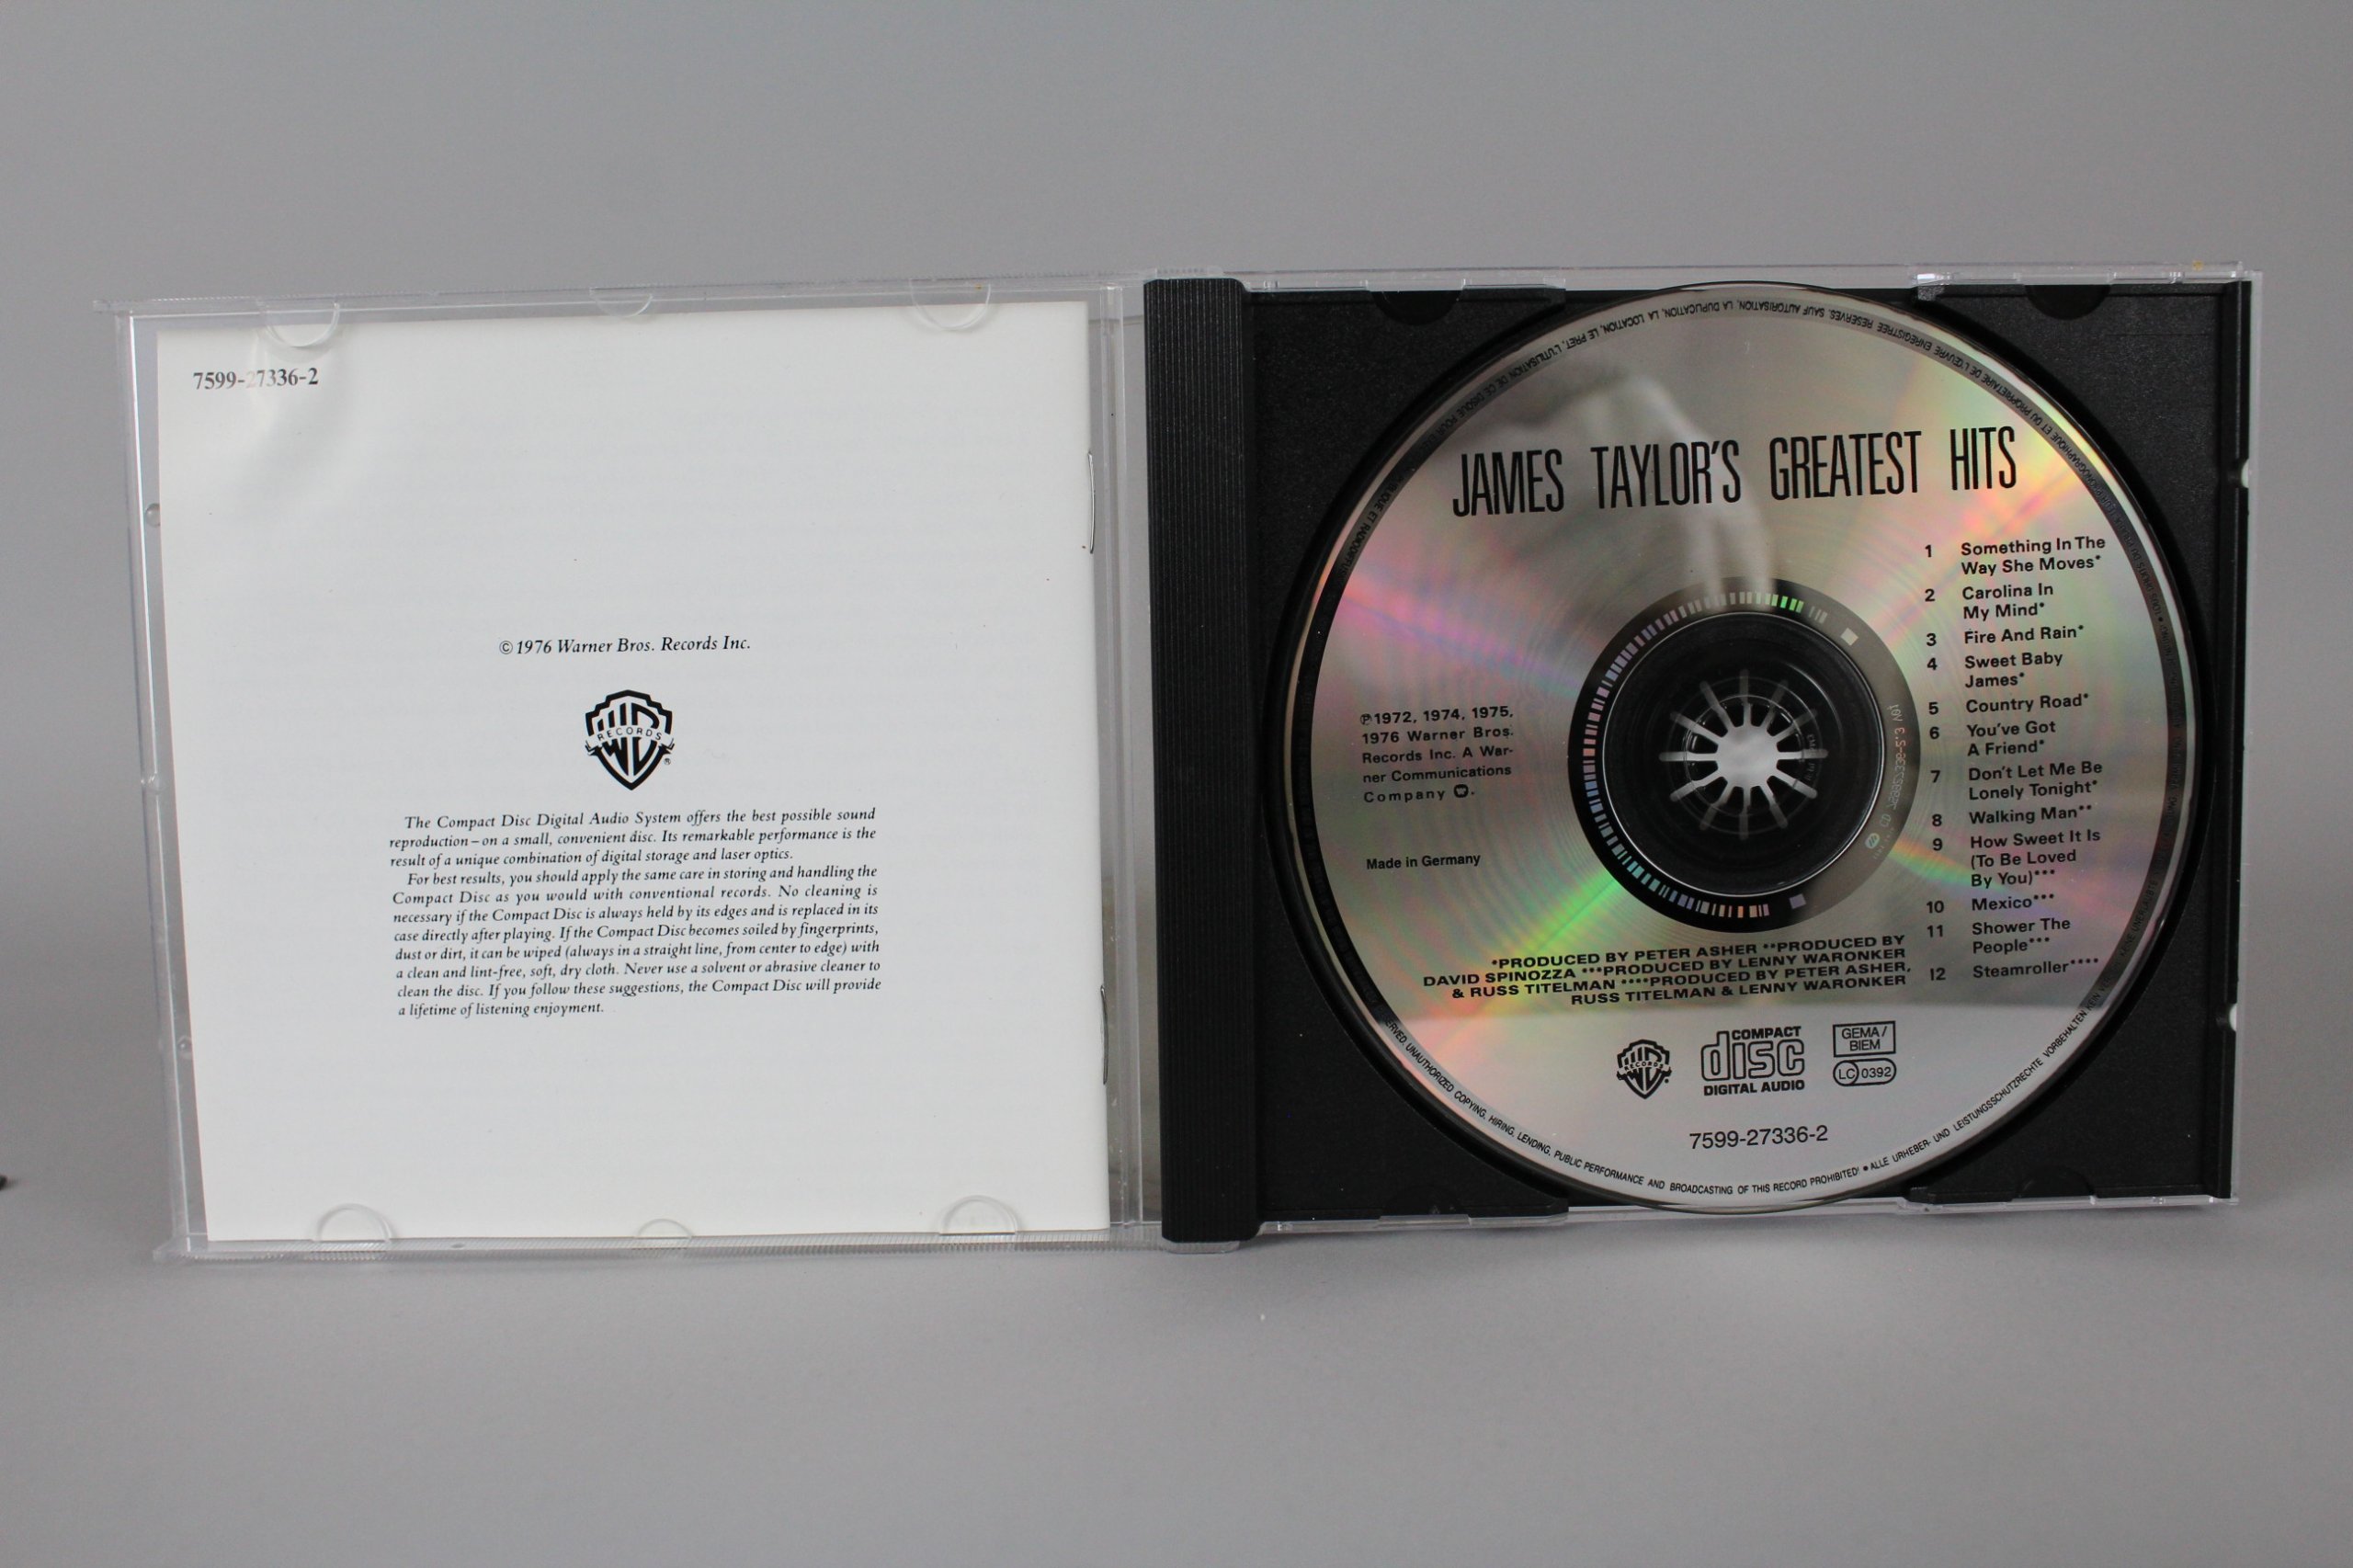 7599-27336-2
©1976 Warner Bros. Records Inc.
RECORDS
The Compact Disc Digital Audio System offers the best possible sound
reproduction–on a small, convenient disc. Its remarkable performance is the
result of a unique combination of digital storage and laser optics.
For best results, you should apply the same care in storing and handling the
Compact Disc as you would with conventional records. No cleaning is
necessary if the Compact Disc is always held by its edges and is replaced in its
case directly after playing. If the Compact Disc becomes soiled by fingerprints,
dust or dirt, it can be wiped (always in a straight line, from center to edge) with
a clean and lint-free, soft, dry cloth. Never use a solvent or abrasive cleaner to
clean the disc. If you follow these suggestions, the Compact Disc will provide
a lifetime of listening enjoyment.
JAMES TAYLOR'S GREATEST HITS
1 Something In The
Way She Moves*
2 Carolina In
My Mind*
3 Fire And Rain*
4 Sweet Baby
James*
5 Country Road*
6 You've Got
A Friend*
7 Don't Let Me Be
Lonely Tonight*
8 Walking Man**
9 How Sweet It Is
(To Be Loved
By You)***
10 Mexico***
11 Shower The
People***
12 Steamroller****
℗1972, 1974, 1975,
1976 Warner Bros.
Records Inc. A War-
ner Communications
Company
Made in Germany
*PRODUCED BY PETER ASHER **PRODUCED BY
DAVID SPINOZZA ***PRODUCED BY LENNY WARONKER
& RUSS TITELMAN ****PRODUCED BY PETER ASHER,
RUSS TITELMAN & LENNY WARONKER
RECORDS
COMPACT
disc
DIGITAL AUDIO
GEMA/
BIEM
LC 0392
7599-27336-2
UNAUTHORIZED COPYING, HIRING, LENDING, PUBLIC PERFORMANCE AND BROADCASTING OF THIS RECORD PROHIBITED • ALLE URHEBER- UND LEISTUNGSSCHUTZRECHTE VORBEHALTEN